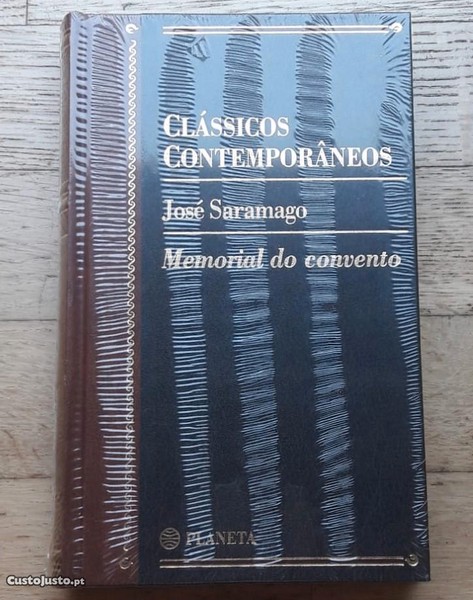 CLÁSSICOS
CONTEMPORÂNEOS
José Saramago
Memorial do convento
PLANETA
CustoJusto.pt